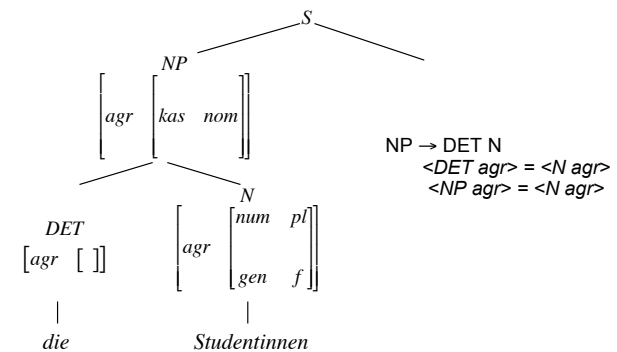 S
NP
agr kas nom
NP → DET N
<DET agr> = <N agr>
<NP agr> = <N agr>
N
DET
num pl
[agr [ ]]
agr
gen f
die Studentinnen